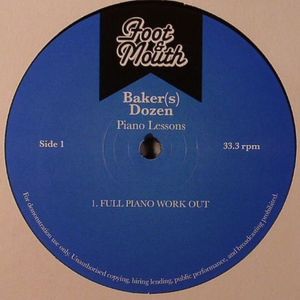 Foot
& Mouth
Baker(s)
Dozen
Piano Lessons
Side 1
33.3 rpm
1. FULL PIANO WORK OUT
For demonstration use only. Unauthorised copying, hiring lending, public performance, and broadcasting prohibited.